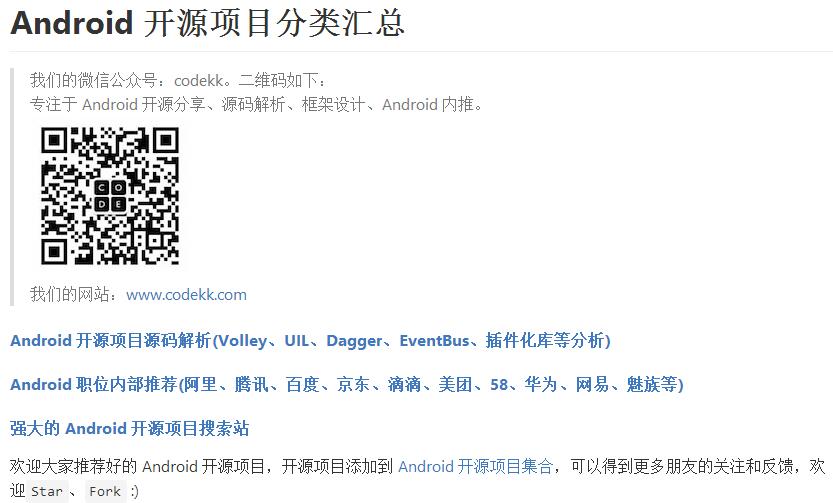 Android 开源项目分类汇总
我们的微信公众号：codekk。二维码如下：
专注于 Android 开源分享、源码解析、框架设计、Android 内推。
C O
D E
我们的网站：www.codekk.com
Android 开源项目源码解析(Volley、UIL、Dagger、EventBus、插件化库等分析)
Android 职位内部推荐(阿里、腾讯、百度、京东、滴滴、美团、58、华为、网易、魅族等)
强大的 Android 开源项目搜索站
欢迎大家推荐好的 Android 开源项目，开源项目添加到 Android 开源项目集合，可以得到更多朋友的关注和反馈，欢
迎 Star 、 Fork :)